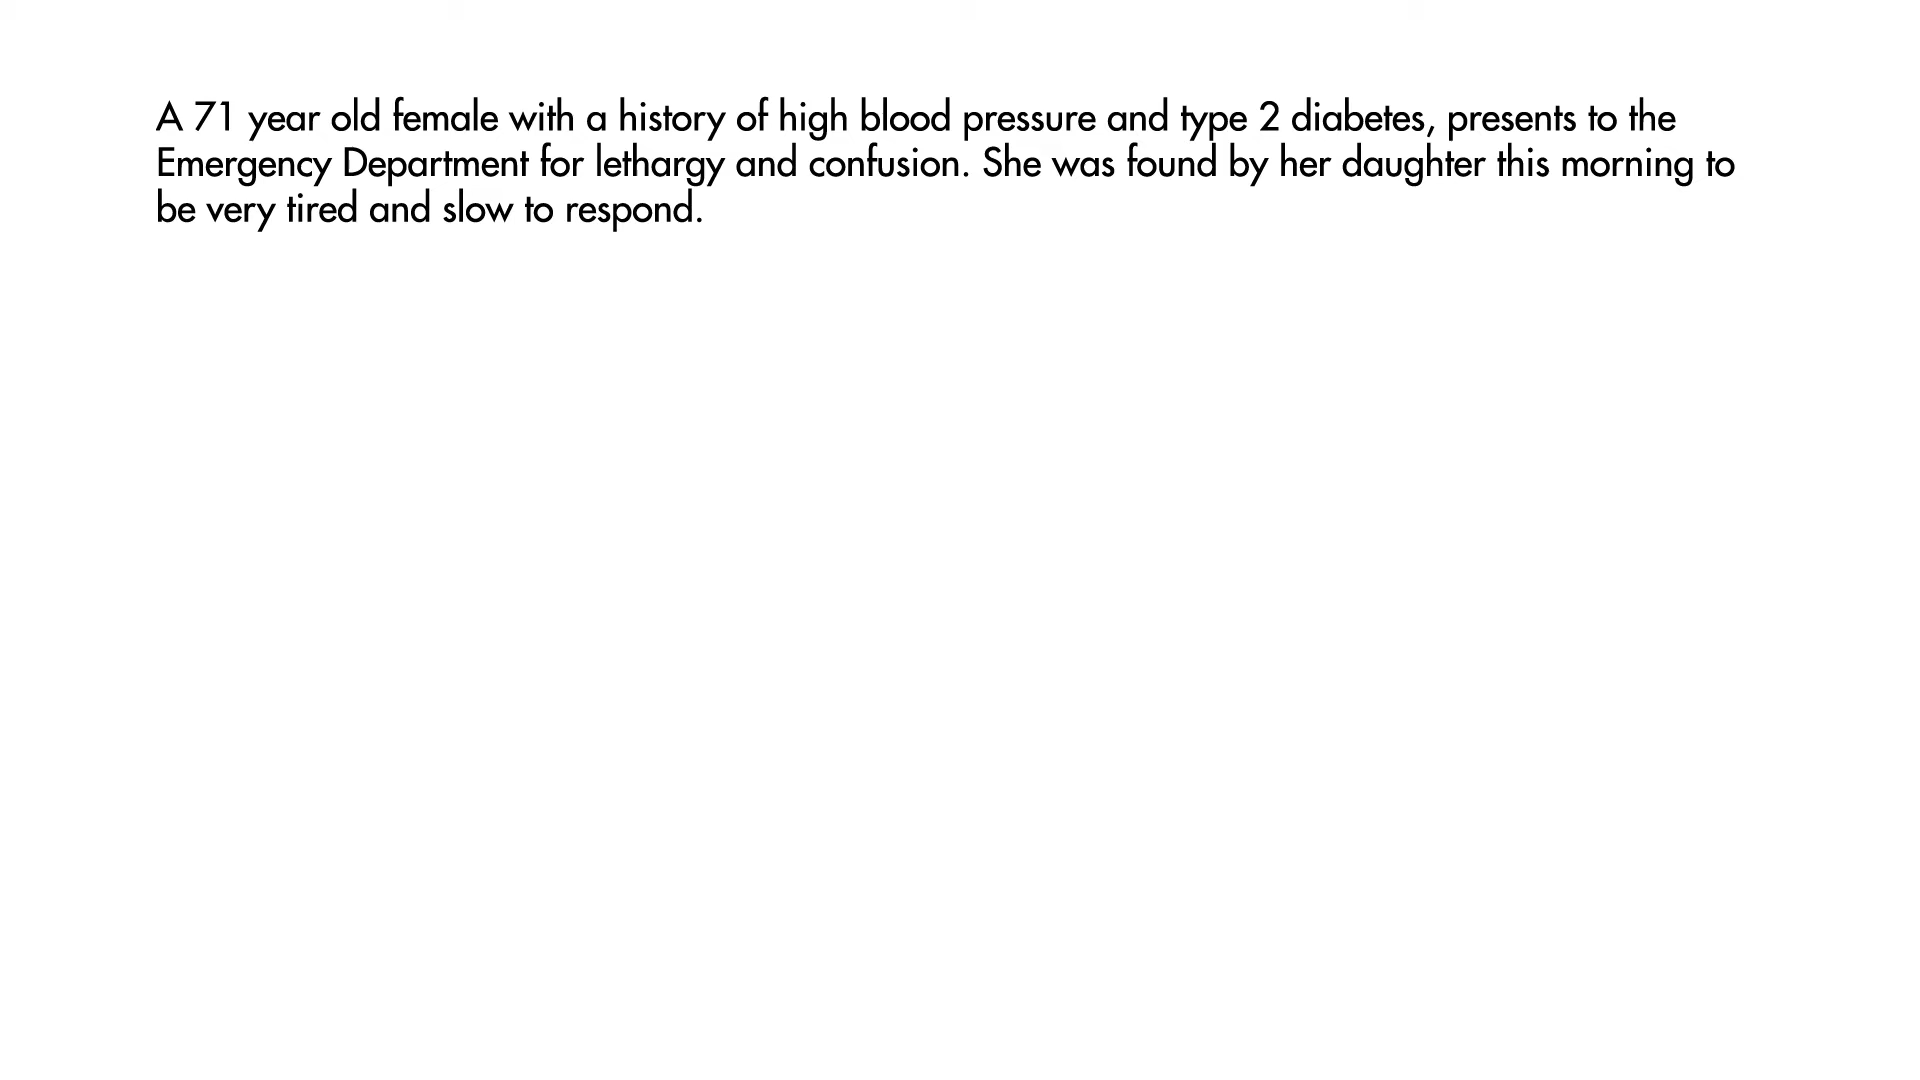 A 71 year old female with a history of high blood pressure and type 2 diabetes, presents to the
Emergency Department for lethargy and confusion. She was found by her daughter this morning to
be very tired and slow to respond.